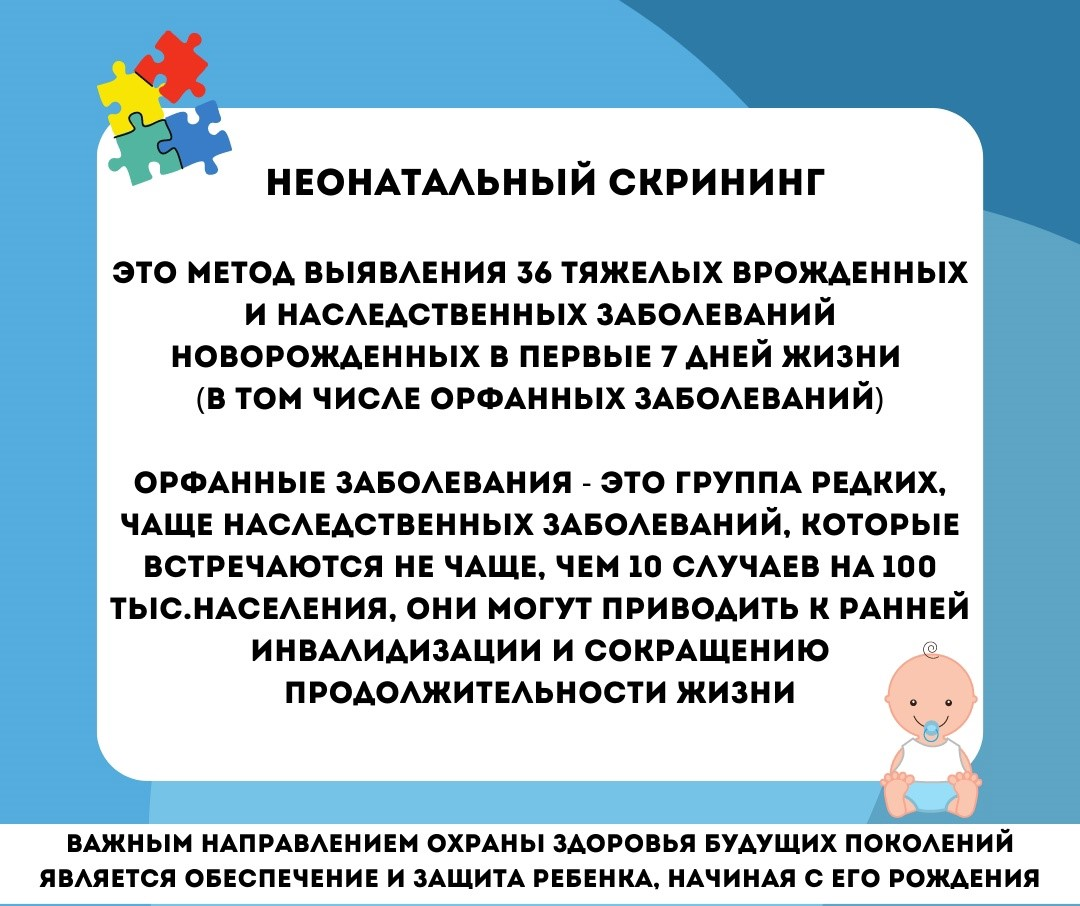 НЕОНАТАЛЬНЫЙ СКРИНИНГ
ЭТО МЕТОД ВЫЯВЛЕНИЯ 36 ТЯЖЕЛЫХ ВРОЖДЕННЫХ
И НАСЛЕДСТВЕННЫХ ЗАБОЛЕВАНИЙ
НОВОРОЖДЕННЫХ В ПЕРВЫЕ 7 ДНЕЙ ЖИЗНИ
(В ТОМ ЧИСЛЕ ОРФАННЫХ ЗАБОЛЕВАНИЙ)
ОРФАННЫЕ ЗАБОЛЕВАНИЯ - ЭТО ГРУППА РЕДКИХ,
ЧАЩЕ НАСЛЕДСТВЕННЫХ ЗАБОЛЕВАНИЙ, КОТОРЫЕ
ВСТРЕЧАЮТСЯ НЕ ЧАЩЕ, ЧЕМ 10 СЛУЧАЕВ НА 100
ТЫС.НАСЕЛЕНИЯ, ОНИ МОГУТ ПРИВОДИТЬ К РАННЕЙ
ИНВАЛИДИЗАЦИИ И СОКРАЩЕНИЮ
ПРОДОЛЖИТЕЛЬНОСТИ ЖИЗНИ
ВАЖНЫМ НАПРАВЛЕНИЕМ ОХРАНЫ ЗДОРОВЬЯ БУДУЩИХ ПОКОЛЕНИЙ
ЯВЛЯЕТСЯ ОБЕСПЕЧЕНИЕ И ЗАЩИТА РЕБЕНКА, НАЧИНАЯ С ЕГО РОЖДЕНИЯ